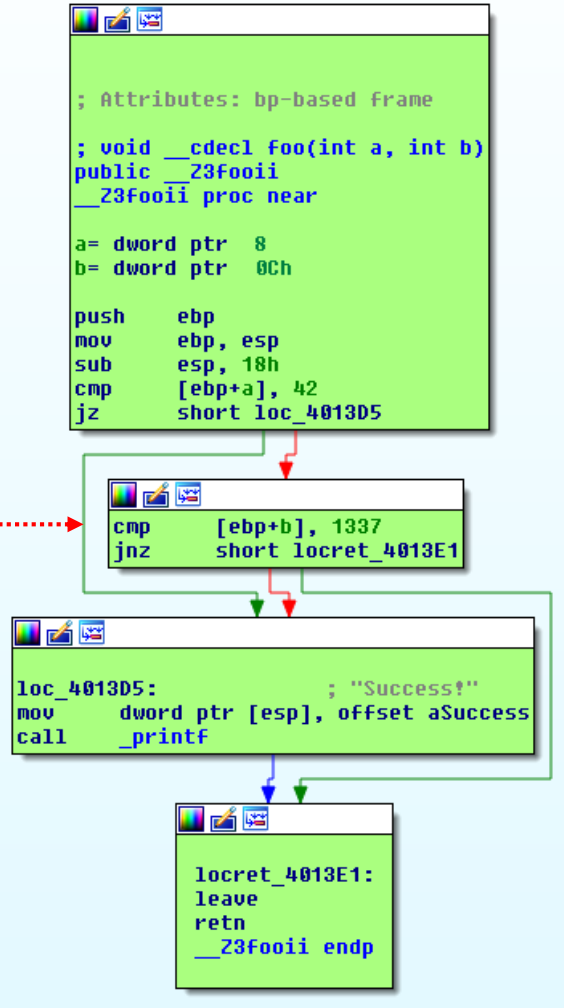 ; Attributes: bp-based frame
; void __cdecl foo(int a, int b)
public __Z3fooii
__Z3fooii proc near
a= dword ptr  8
b= dword ptr  0Ch
push    ebp
mov     ebp, esp
sub     esp, 18h
cmp     [ebp+a], 42
jz      short loc_4013D5
cmp     [ebp+b], 1337
jnz     short locret_4013E1
loc_4013D5:              ; "Success!"
mov     dword ptr [esp], offset aSuccess
call    _printf
locret_4013E1:
leave
retn
__Z3fooii endp